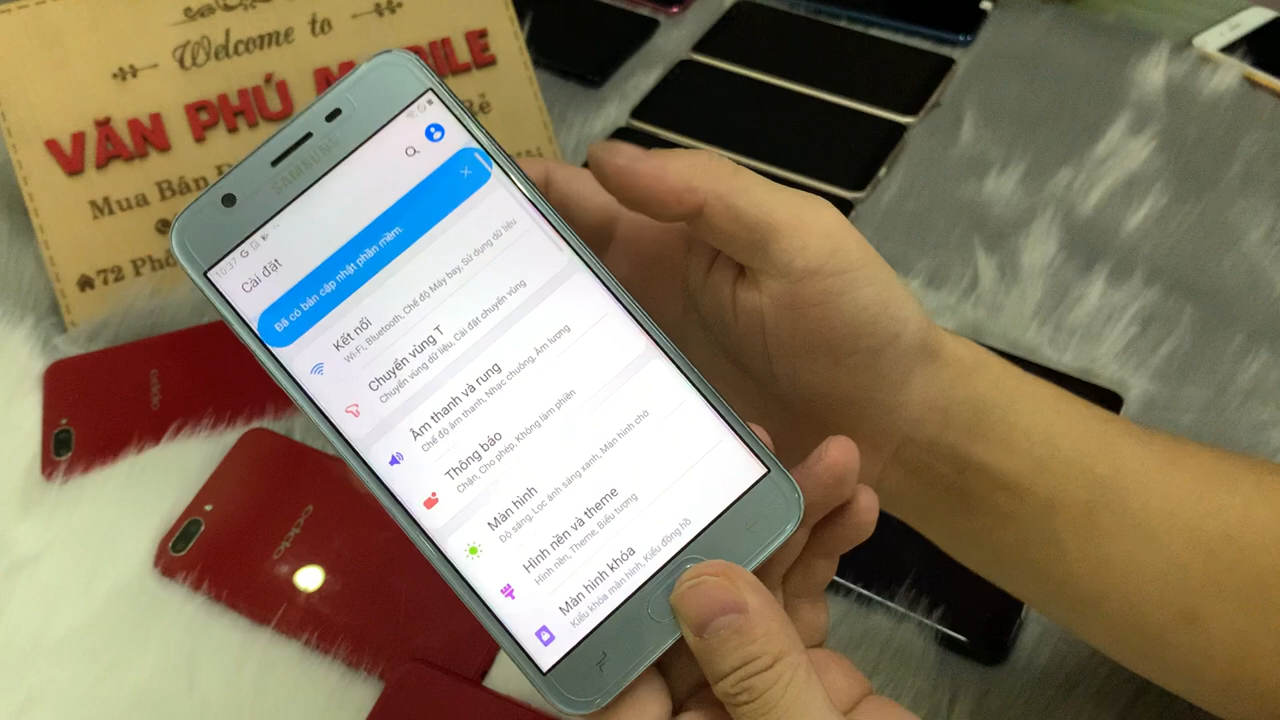 Welcome to
VĂN PHÚ MOBILE
Mua Bán
Rẻ
72 Phố
SAMSUNG
10:37
Cài đặt
Đã có bản cập nhật phần mềm.
Kết nối
Wi-Fi, Bluetooth, Chế độ Máy bay, Sử dụng dữ liệu
Chuyển vùng T
Chuyển vùng dữ liệu, Cài đặt chuyển vùng
Âm thanh và rung
Chế độ âm thanh, Nhạc chuông, Âm lượng
Thông báo
Chặn, Cho phép, Không làm phiền
Màn hình
Độ sáng, Lọc ánh sáng xanh, Màn hình chờ
Hình nền và theme
Hình nền, Theme, Biểu tượng
Màn hình khóa
Kiểu khóa màn hình, Kiểu đồng hồ
oppo
oppo